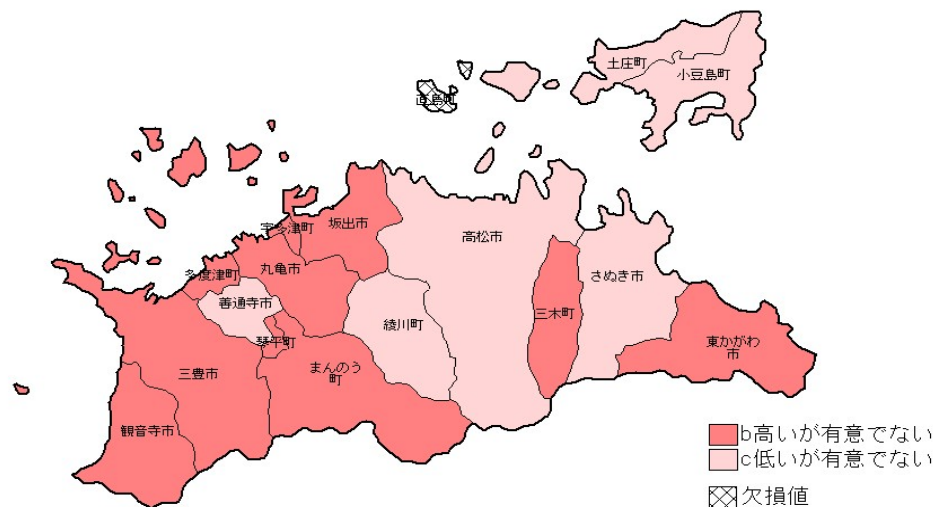 土庄町
小豆島町
直島町
宇多津町
坂出市
高松市
多度津町
丸亀市
さぬき市
善通寺市
綾川町
三木町
琴平町
東かがわ
市
まんのう
町
三豊市
観音寺市
b高いが有意でない
c低いが有意でない
欠損値